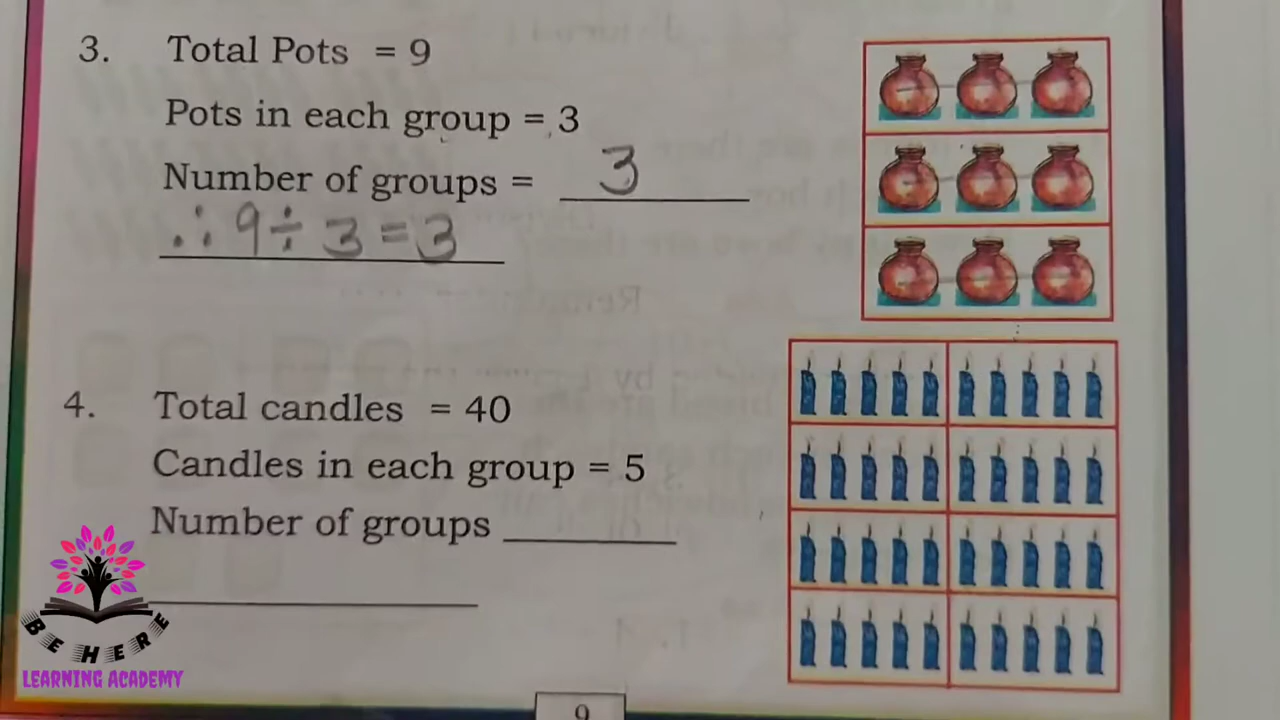 3. Total Pots = 9
Pots in each group = 3
Number of groups = 3
∴ 9 ÷ 3 = 3
4. Total candles = 40
Candles in each group = 5
Number of groups
BE HERE
LEARNING ACADEMY
9